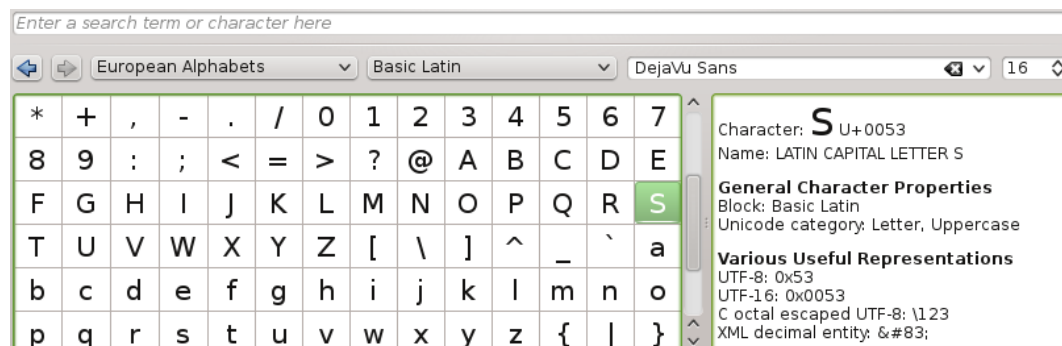 Enter a search term or character here
European Alphabets Basic Latin DejaVu Sans 16
* + , - . / 0 1 2 3 4 5 6 7
8 9 : ; < = > ? @ A B C D E
F G H I J K L M N O P Q R S
T U V W X Y Z [ \ ] ^ _ ` a
b c d e f g h i j k l m n o
p q r s t u v w x y z { | }
Character: S U+0053
Name: LATIN CAPITAL LETTER S
General Character Properties
Block: Basic Latin
Unicode category: Letter, Uppercase
Various Useful Representations
UTF-8: 0x53
UTF-16: 0x0053
C octal escaped UTF-8: \123
XML decimal entity: &#83;